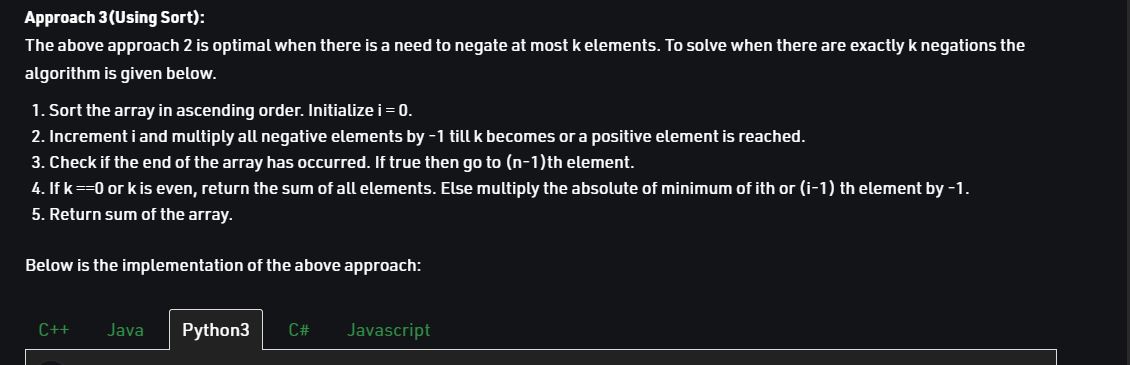 Approach 3(Using Sort):
The above approach 2 is optimal when there is a need to negate at most k elements. To solve when there are exactly k negations the
algorithm is given below.
1. Sort the array in ascending order. Initialize i = 0.
2. Increment i and multiply all negative elements by -1 till k becomes or a positive element is reached.
3. Check if the end of the array has occurred. If true then go to (n-1)th element.
4. If k ==0 or k is even, return the sum of all elements. Else multiply the absolute of minimum of ith or (i-1) th element by -1.
5. Return sum of the array.
Below is the implementation of the above approach:
C++ Java Python3 C# Javascript